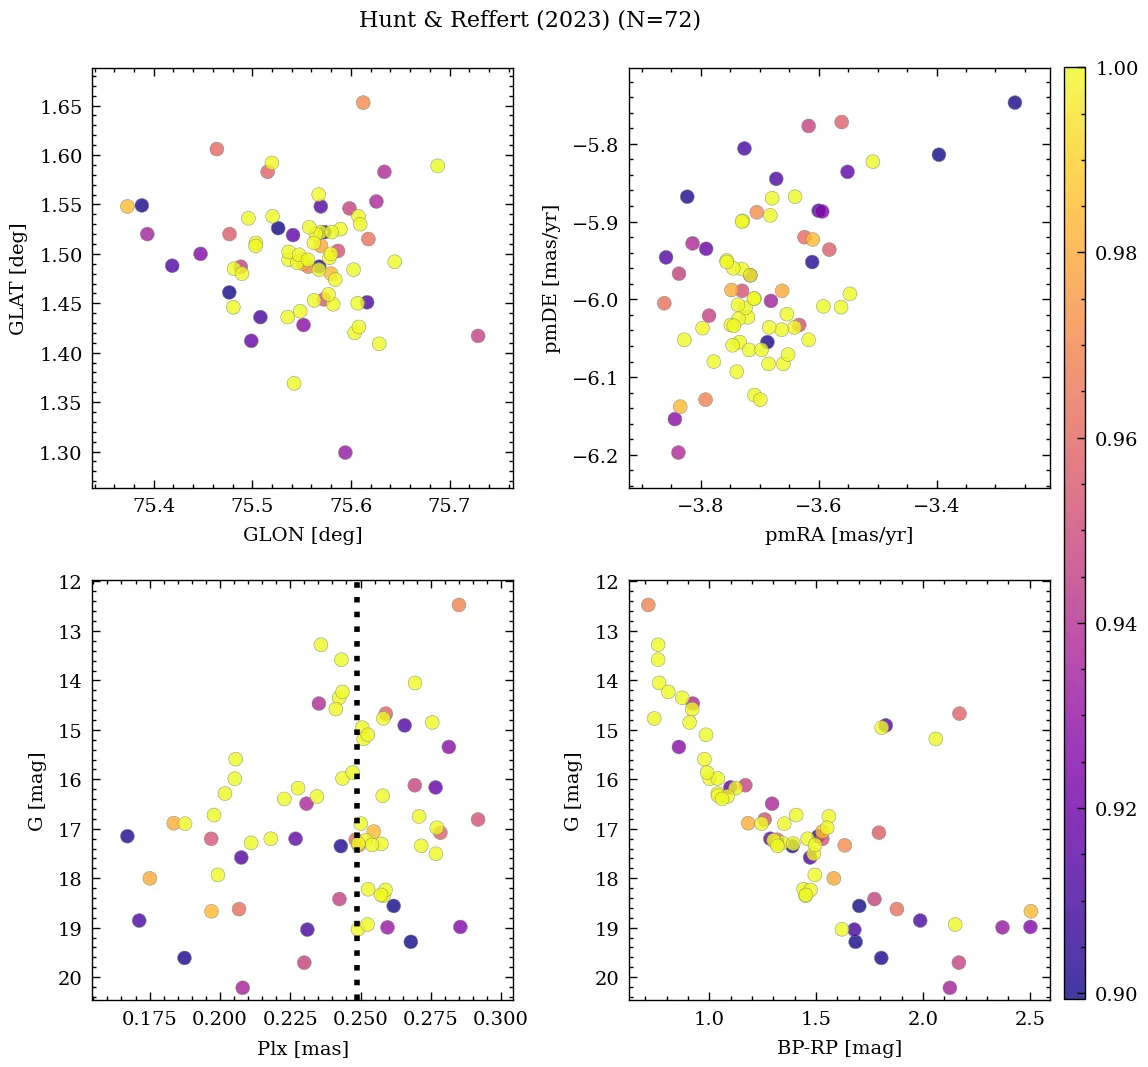 Hunt & Reffert (2023) (N=72)
1.65
1.60
1.55
1.50
1.45
1.40
1.35
1.30
GLAT [deg]
75.4 75.5 75.6 75.7
GLON [deg]
−5.8
−5.9
−6.0
−6.1
−6.2
pmDE [mas/yr]
−3.8 −3.6 −3.4
pmRA [mas/yr]
12
13
14
15
16
17
18
19
20
G [mag]
0.175 0.200 0.225 0.250 0.275 0.300
Plx [mas]
12
13
14
15
16
17
18
19
20
G [mag]
1.0 1.5 2.0 2.5
BP-RP [mag]
1.00
0.98
0.96
0.94
0.92
0.90